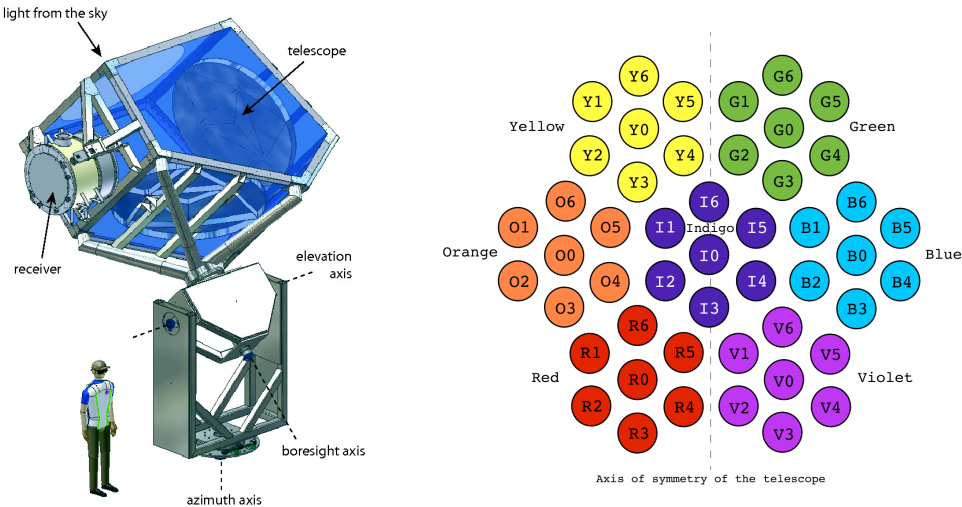 light from the sky
telescope
receiver
elevation
axis
boresight axis
azimuth axis
Y6
Y1
Y5
Y0
Y2
Y4
Y3
Yellow
G6
G1
G5
G0
G2
G4
G3
Green
O6
O1
O5
O0
O2
O4
O3
Orange
I6
I1
Indigo
I5
I0
I2
I4
I3
B6
B1
B5
B0
B2
B4
B3
Blue
R6
R1
R5
R0
R2
R4
R3
Red
V6
V1
V5
V0
V2
V4
V3
Violet
Axis of symmetry of the telescope